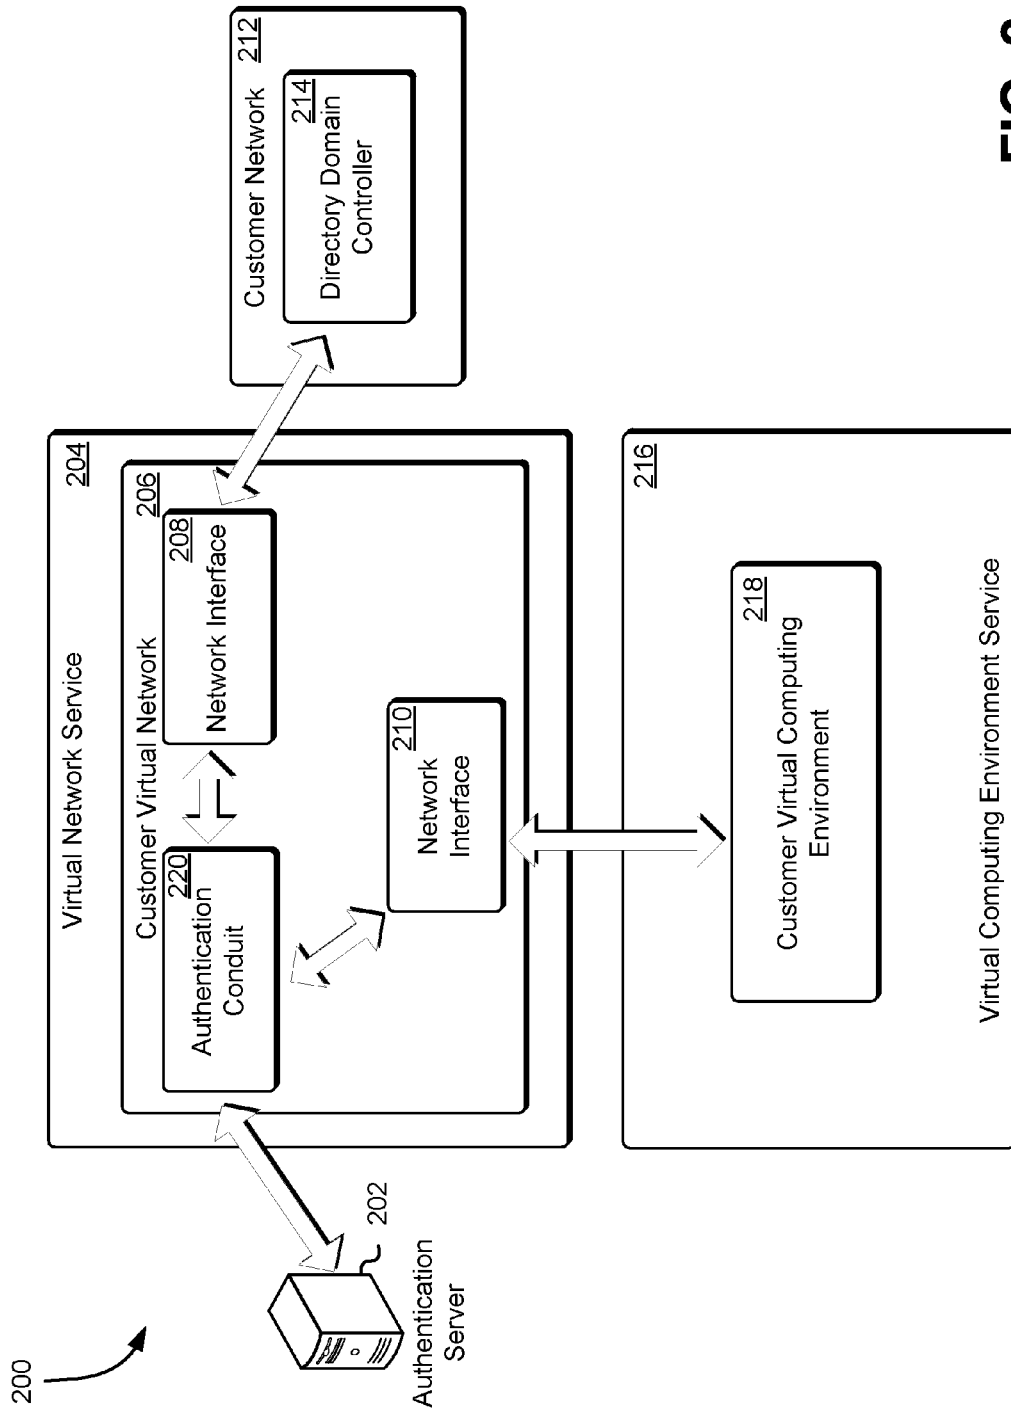 200
Virtual Network Service
204
Customer Virtual Network
206
220
Authentication
Conduit
208
Network Interface
210
Network
Interface
Customer Network
212
214
Directory Domain
Controller
202
Authentication
Server
216
218
Customer Virtual Computing
Environment
Virtual Computing Environment Service